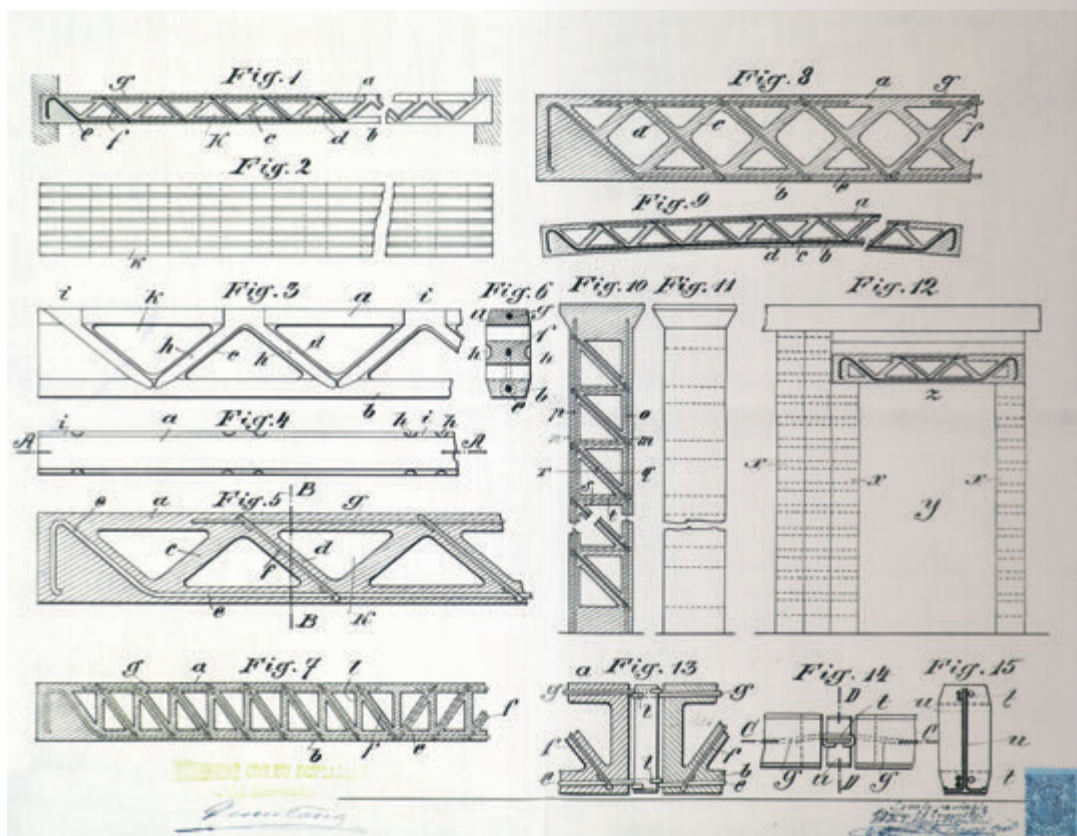 Fig. 1
g a
e f K c d b
Fig. 2
K
Fig. 3
i k a i
h c h d
b
Fig. 6
a g
f
h h
b
e
Fig. 4
i a h i h
A A
Fig. 5
B
s a g
c f d
e K
B
Fig. 7
g a l
f
b f e
Fig. 8
a g
d c f
b e
Fig. 9
a
d c b
Fig. 10
p o
n m
r q
s
t
Fig. 11
Fig. 12
z
x x x
y
Fig. 13
a
g t g
f t f
e b
e
Fig. 14
D t
C C
g a D g
Fig. 15
u t
u
t